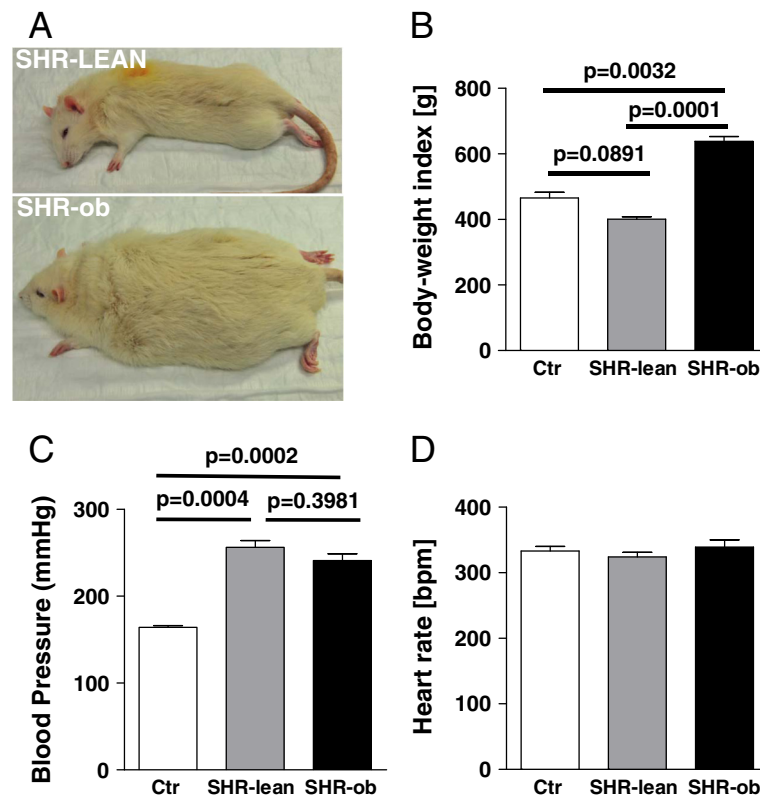 A
SHR-LEAN
SHR-ob
B
Body-weight index [g]
p=0.0032
p=0.0001
p=0.0891
800
600
400
200
0
Ctr SHR-lean SHR-ob
C
Blood Pressure (mmHg)
p=0.0002
p=0.0004 p=0.3981
300
200
100
0
Ctr SHR-lean SHR-ob
D
Heart rate [bpm]
400
300
200
100
0
Ctr SHR-lean SHR-ob